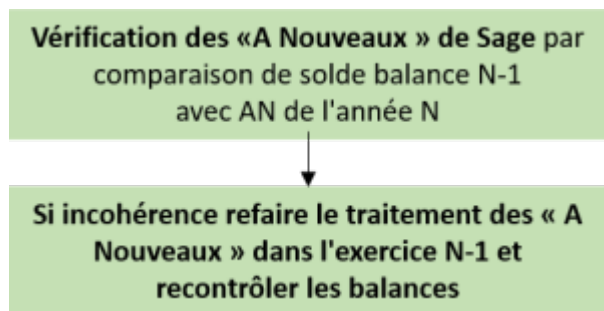 Vérification des «A Nouveaux » de Sage par
comparaison de solde balance N-1
avec AN de l'année N
Si incohérence refaire le traitement des « A
Nouveaux » dans l'exercice N-1 et
recontrôler les balances